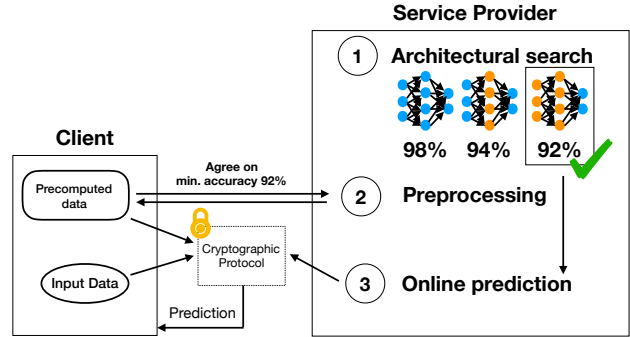 Service Provider
1
Architectural search
98%
94%
92%
Client
Agree on
min. accuracy 92%
Precomputed
data
2
Preprocessing
Cryptographic
Protocol
Input Data
3
Online prediction
Prediction